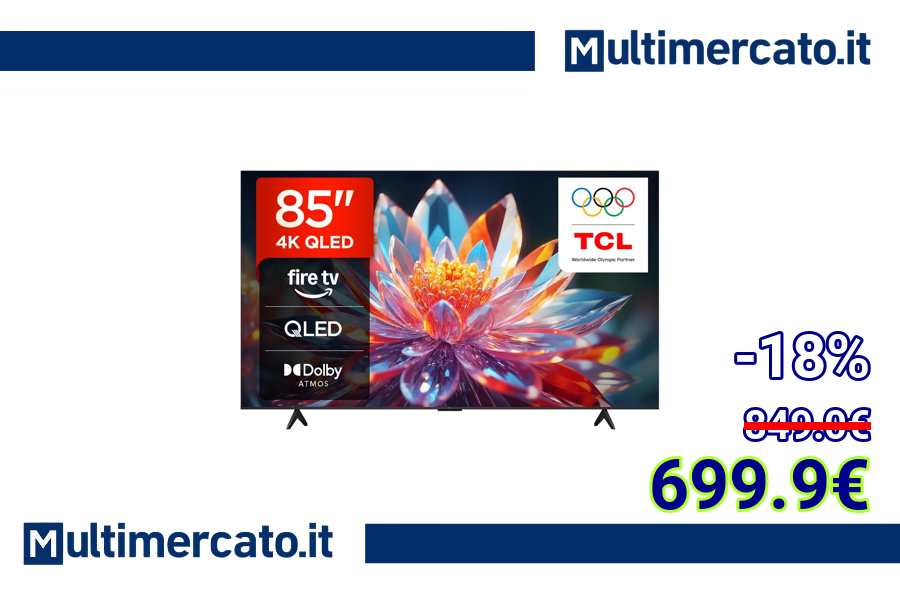 Multimercato.it
85"
4K QLED
fire tv
QLED
Dolby
ATMOS
TCL
Worldwide Olympic Partner
-18%
849.0€
699.9€
Multimercato.it